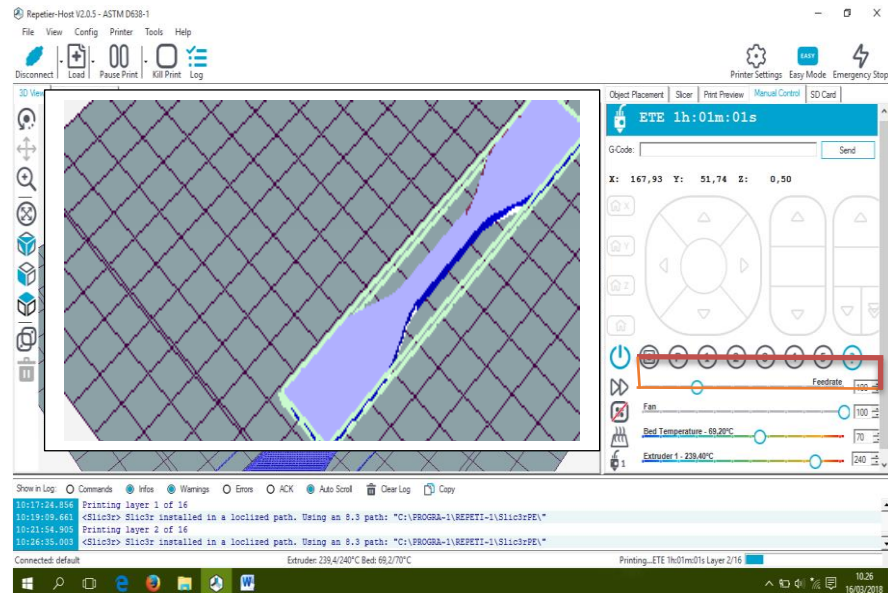 Repetier-Host V2.0.5 - ASTM D638-1
File View Config Printer Tools Help
Disconnect Load Pause Print Kill Print Log
Printer Settings Easy Mode Emergency Stop
EASY
3D View
Object Placement Slicer Print Preview Manual Control SD Card
ETE 1h:01m:01s
G-Code: Send
X: 167,93 Y: 51,74 Z: 0,50
X
Y
Z
1 2 3 4 5
Feedrate 100
Fan 100
Bed Temperature - 69,20°C 70
Extruder 1 - 239,40°C 240
1
Show in Log: Commands Infos Warnings Errors ACK Auto Scroll Clear Log Copy
10:17:24.856 Printing layer 1 of 16
10:19:09.661 <Slic3r> Slic3r installed in a loclized path. Using an 8.3 path: "C:\PROGRA~1\REPETI~1\Slic3rPE\"
10:21:54.905 Printing layer 2 of 16
10:26:35.003 <Slic3r> Slic3r installed in a loclized path. Using an 8.3 path: "C:\PROGRA~1\REPETI~1\Slic3rPE\"
Connected: default Extruder: 239,4/240°C Bed: 69,2/70°C Printing...ETE 1h:01m:01s Layer 2/16
10.26
16/03/2018